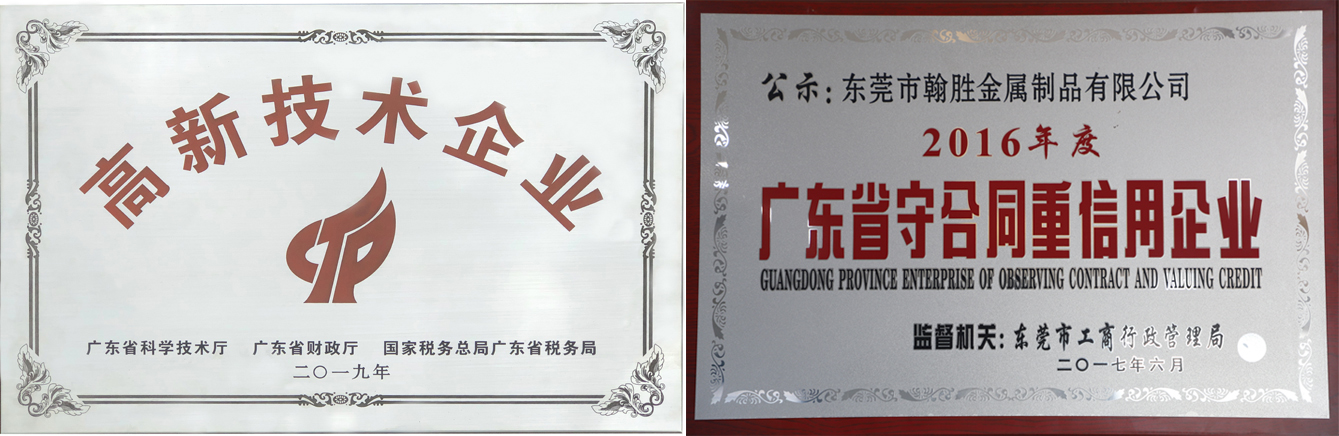 高新技术企业
广东省科学技术厅 广东省财政厅 国家税务总局广东省税务局
二〇一九年
公示：东莞市翰胜金属制品有限公司
2016年度
广东省守合同重信用企业
GUANGDONG PROVINCE ENTERPRISE OF OBSERVING CONTRACT AND VALUING CREDIT
监督机关：东莞市工商行政管理局
二〇一七年六月